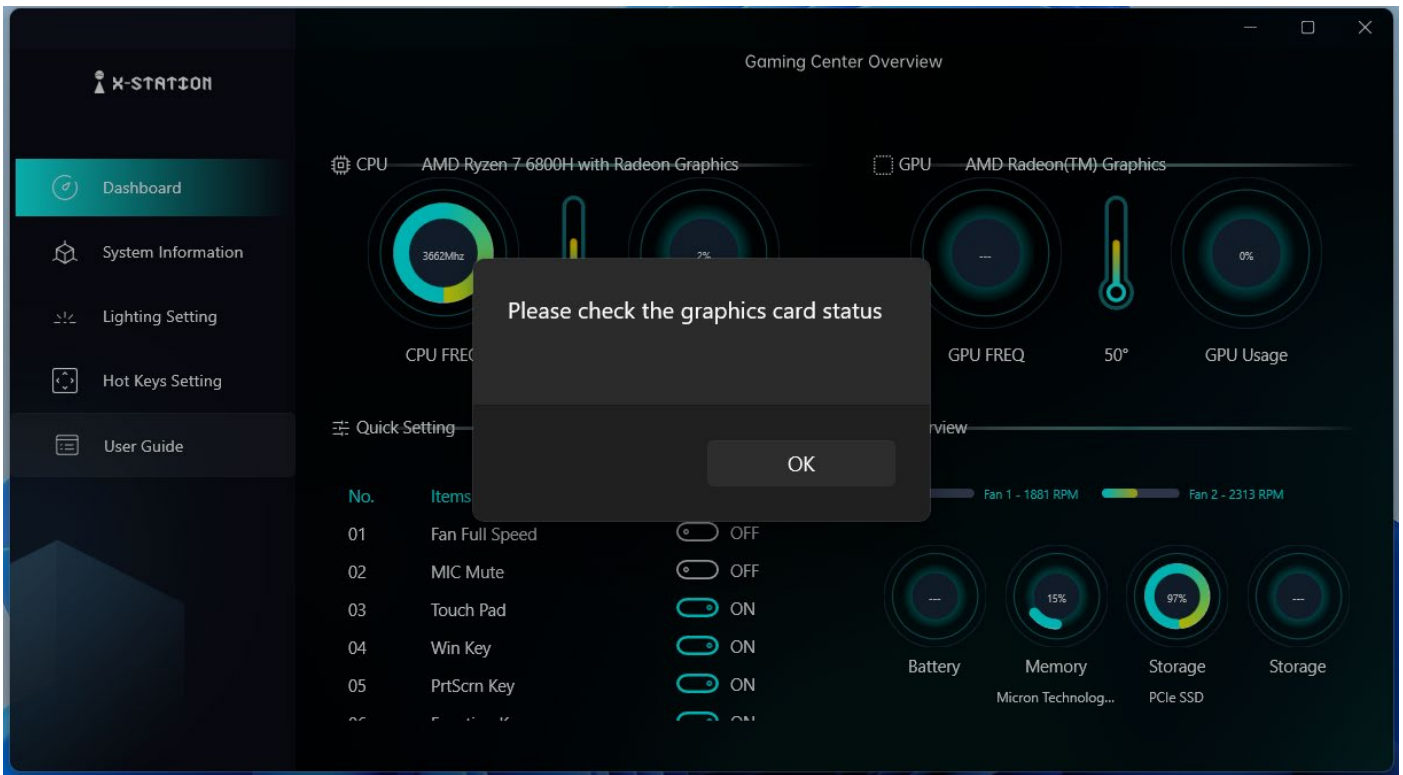 Gaming Center Overview
X-STATION
Dashboard
System Information
Lighting Setting
Hot Keys Setting
User Guide
CPU AMD Ryzen 7 6800H with Radeon Graphics
3662Mhz
2%
CPU FREQ
GPU AMD Radeon(TM) Graphics
---
0%
GPU FREQ 50° GPU Usage
Please check the graphics card status
OK
Quick Setting
No. Items
01 Fan Full Speed OFF
02 MIC Mute OFF
03 Touch Pad ON
04 Win Key ON
05 PrtScrn Key ON
Fan 1 - 1881 RPM Fan 2 - 2313 RPM
--- 15% 97% ---
Battery Memory Storage Storage
Micron Technolog... PCIe SSD